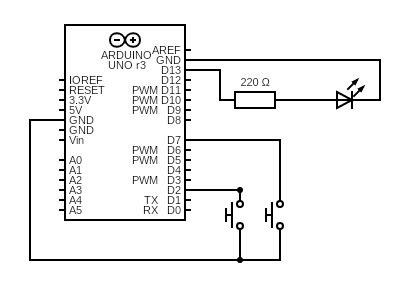 ARDUINO
UNO r3
AREF
GND
D13
D12
IOREF
PWM D11
RESET
PWM D10
3.3V
PWM D9
5V
D8
GND
GND
D7
Vin
PWM D6
PWM D5
A0
D4
A1
PWM D3
A2
D2
A3
TX D1
A4
RX D0
A5
220 Ω